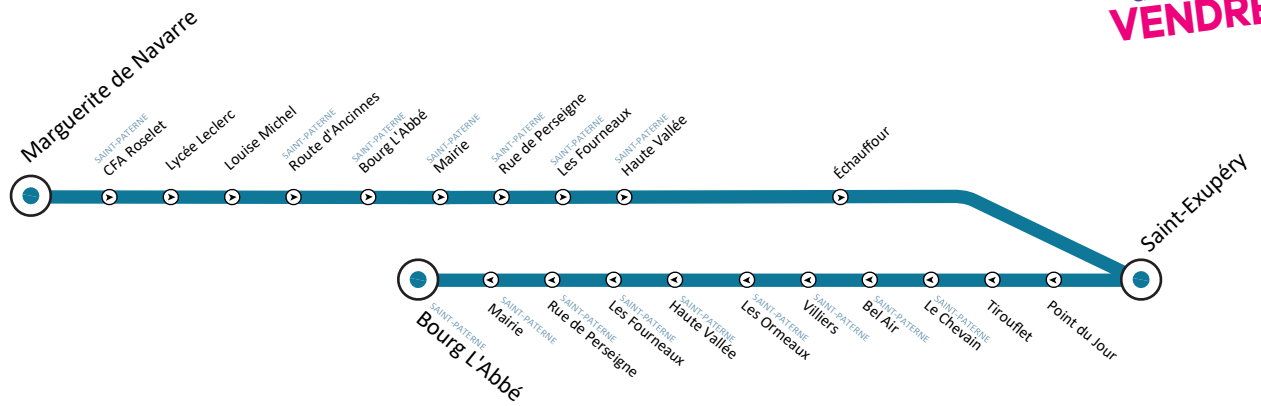 VENDRE
Marguerite de Navarre
SAINT-PATERNE
CFA Roselet
Lycée Leclerc
Louise Michel
SAINT-PATERNE
Route d'Ancinnes
SAINT-PATERNE
Bourg L'Abbé
SAINT-PATERNE
Mairie
SAINT-PATERNE
Rue de Perseigne
SAINT-PATERNE
Les Fourneaux
SAINT-PATERNE
Haute Vallée
Échauffour
Saint-Exupéry
SAINT-PATERNE
Bourg L'Abbé
SAINT-PATERNE
Mairie
SAINT-PATERNE
Rue de Perseigne
SAINT-PATERNE
Les Fourneaux
SAINT-PATERNE
Haute Vallée
SAINT-PATERNE
Les Ormeaux
SAINT-PATERNE
Villiers
SAINT-PATERNE
Bel Air
SAINT-PATERNE
Le Chevain
Tirouflet
Point du Jour